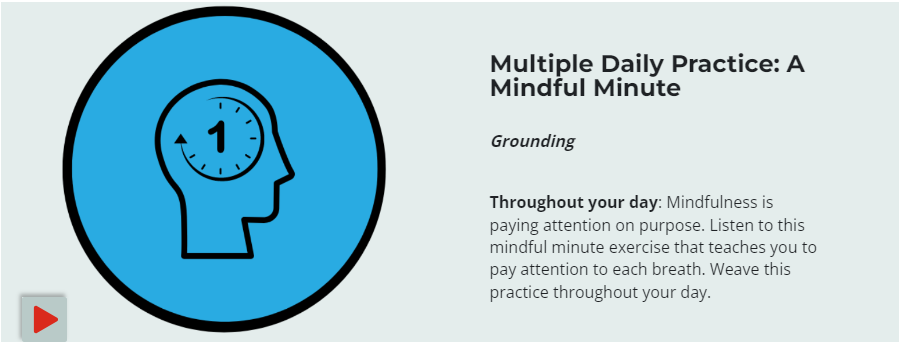 1
Multiple Daily Practice: A
Mindful Minute
Grounding
Throughout your day: Mindfulness is
paying attention on purpose. Listen to this
mindful minute exercise that teaches you to
pay attention to each breath. Weave this
practice throughout your day.